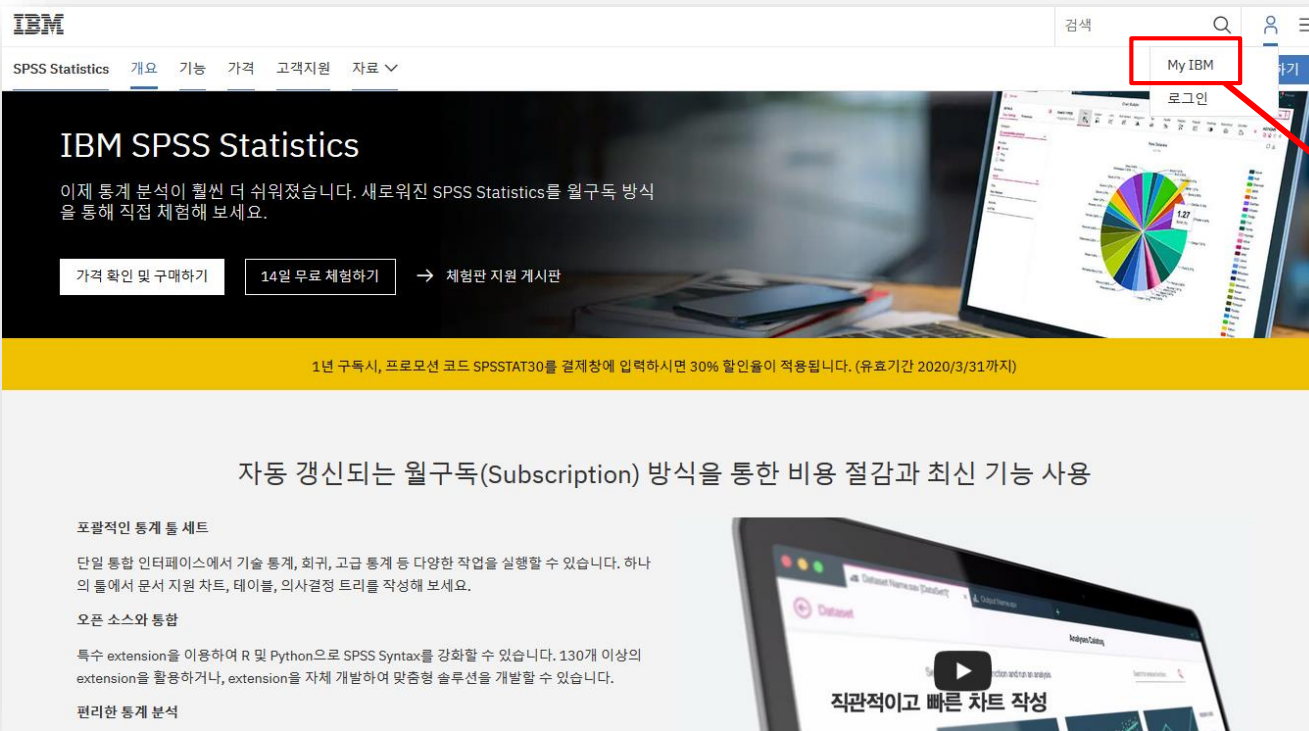 IBM
검색
SPSS Statistics 개요 기능 가격 고객지원 자료
My IBM
하기
로그인
IBM SPSS Statistics
이제 통계 분석이 훨씬 더 쉬워졌습니다. 새로워진 SPSS Statistics를 월구독 방식
을 통해 직접 체험해 보세요.
1.27
가격 확인 및 구매하기 14일 무료 체험하기 → 체험판 지원 게시판
1년 구독시, 프로모션 코드 SPSSTAT30를 결제창에 입력하시면 30% 할인율이 적용됩니다. (유효기간 2020/3/31까지)
자동 갱신되는 월구독(Subscription) 방식을 통한 비용 절감과 최신 기능 사용
포괄적인 통계 툴 세트
단일 통합 인터페이스에서 기술 통계, 회귀, 고급 통계 등 다양한 작업을 실행할 수 있습니다. 하나
의 툴에서 문서 지원 차트, 테이블, 의사결정 트리를 작성해 보세요.
오픈 소스와 통합
특수 extension을 이용하여 R 및 Python으로 SPSS Syntax를 강화할 수 있습니다. 130개 이상의
extension을 활용하거나, extension을 자체 개발하여 맞춤형 솔루션을 개발할 수 있습니다.
편리한 통계 분석
Dataset Name.sav [DataSet1]
Output Name.spv
Dataset
Analyses Catalog
nction and run an analysis
직관적이고 빠른 차트 작성